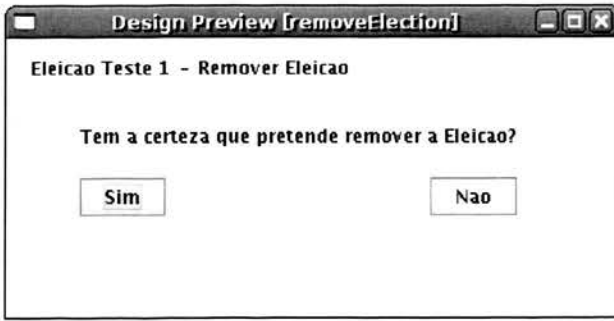 Design Preview [removeElection]
Eleicao Teste 1 - Remover Eleicao
Tem a certeza que pretende remover a Eleicao?
Sim Nao